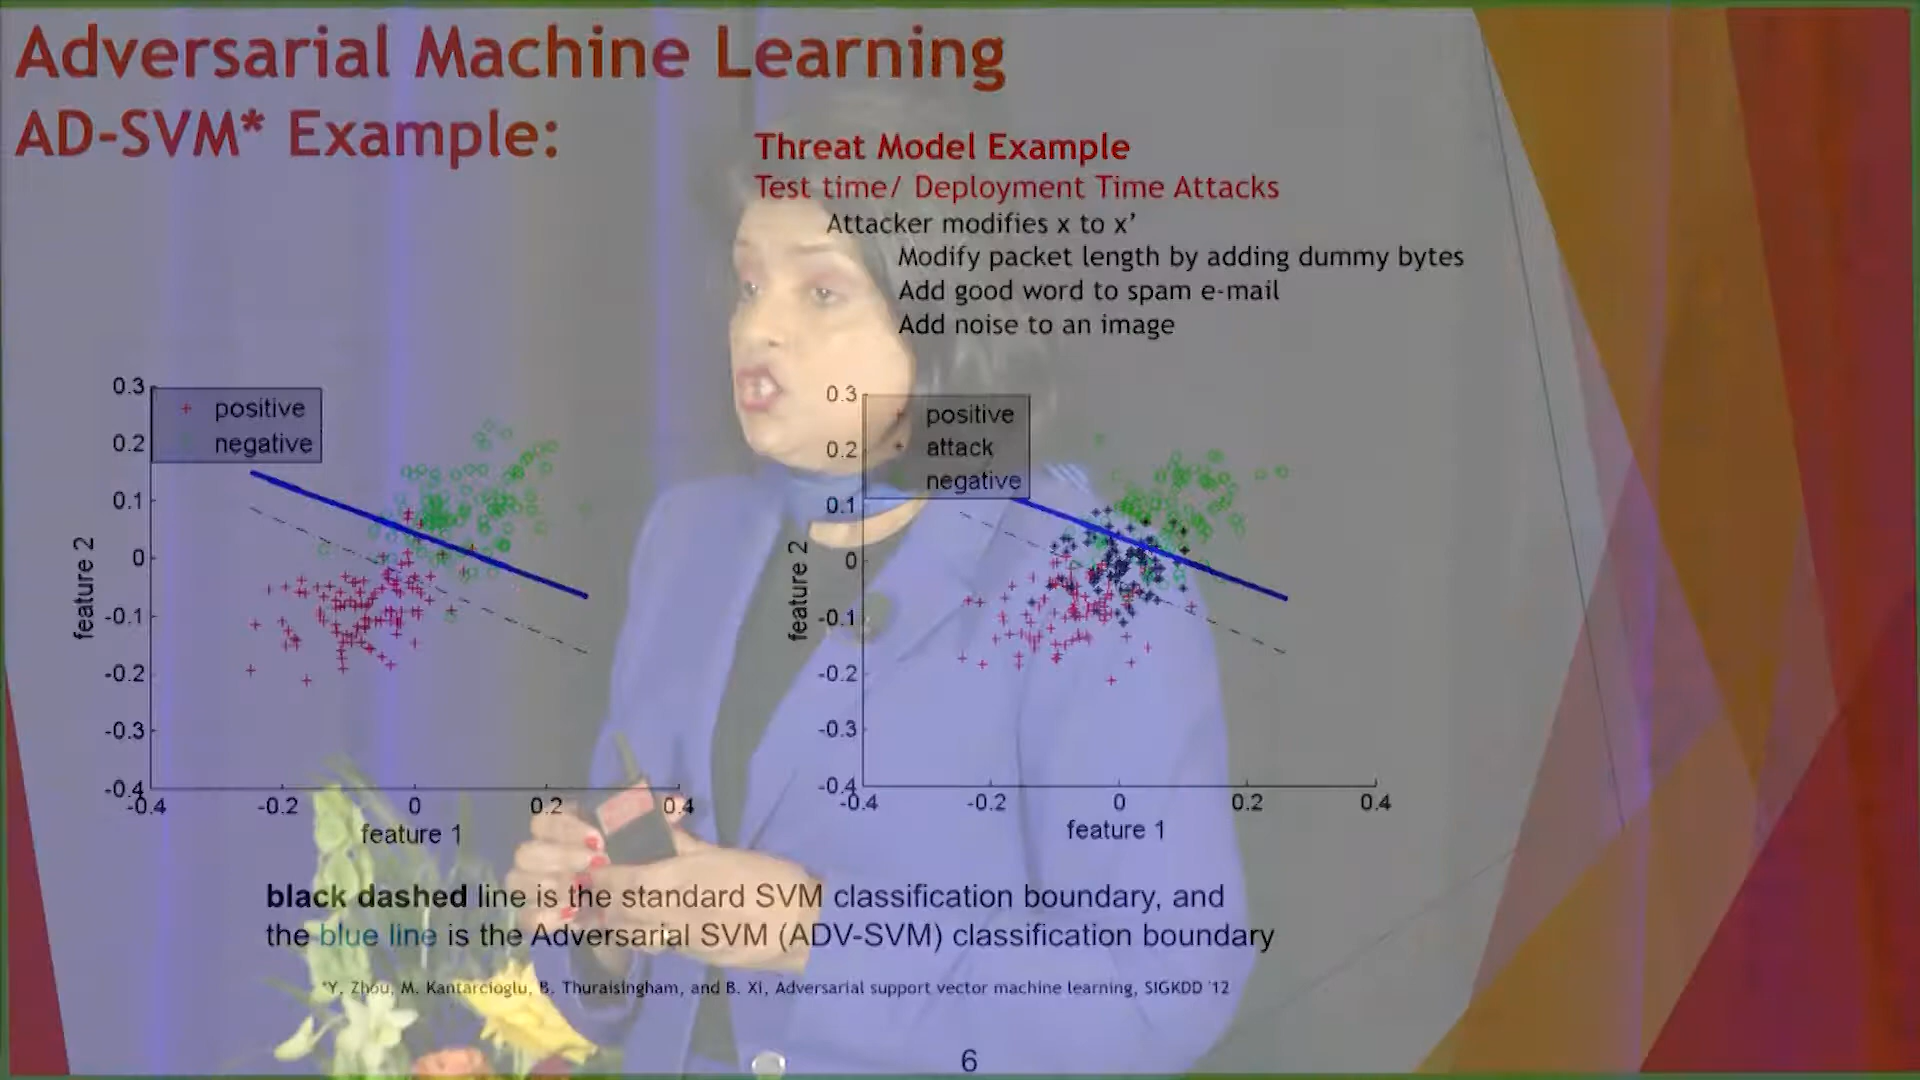 Adversarial Machine Learning
AD-SVM* Example:
Threat Model Example
Test time/ Deployment Time Attacks
Attacker modifies x to x’
Modify packet length by adding dummy bytes
Add good word to spam e-mail
Add noise to an image
0.3
0.2
0.1
0
-0.1
-0.2
-0.3
-0.4
positive
negative
feature 2
-0.4
-0.2
0
0.2
0.4
feature 1
0.3
0.2
0.1
0
-0.1
-0.2
-0.3
-0.4
positive
attack
negative
feature 2
-0.4
-0.2
0
0.2
0.4
feature 1
black dashed line is the standard SVM classification boundary, and
the blue line is the Adversarial SVM (ADV-SVM) classification boundary
*Y. Zhou, M. Kantarcioglu, B. Thuraisingham, and B. Xi, Adversarial support vector machine learning, SIGKDD '12
6